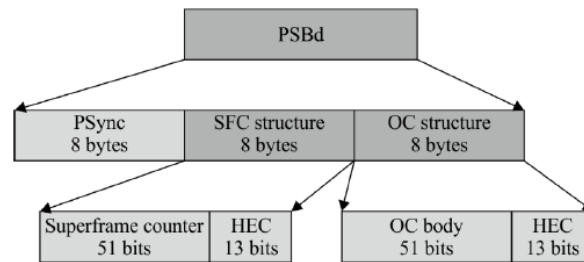 PSBd
PSync
8 bytes
SFC structure
8 bytes
OC structure
8 bytes
Superframe counter
51 bits
HEC
13 bits
OC body
51 bits
HEC
13 bits